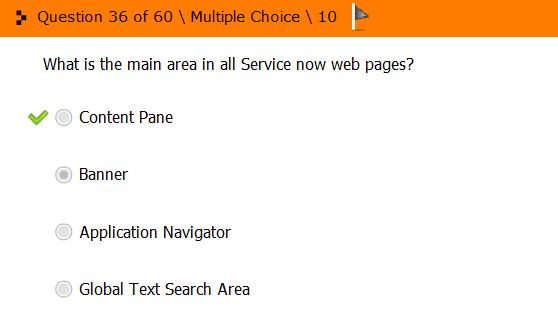 Question 36 of 60 \ Multiple Choice \ 10
What is the main area in all Service now web pages?
Content Pane
Banner
Application Navigator
Global Text Search Area